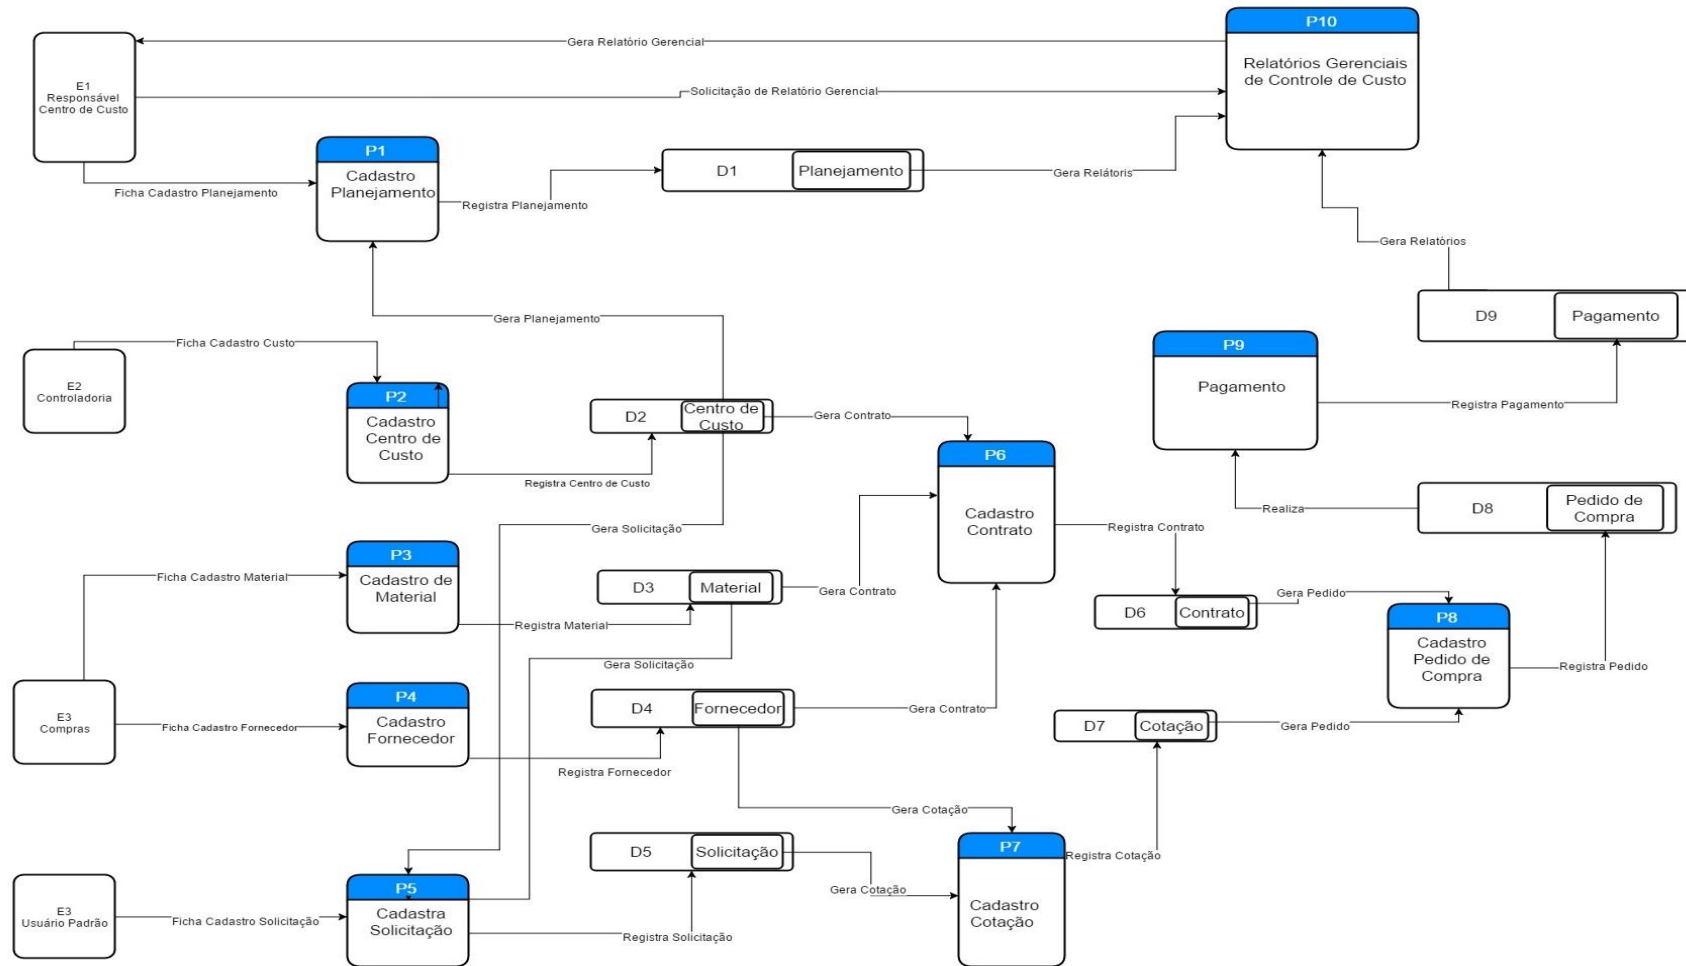 P10
Gera Relatório Gerencial
Relatórios Gerenciais
de Controle de Custo
E1
Responsável
Centro de Custo
Solicitação de Relatório Gerencial
P1
Cadastro
Planejamento
D1
Planejamento
Gera Relátoris
Ficha Cadastro Planejamento
Registra Planejamento
Gera Relatórios
D9
Pagamento
Gera Planejamento
Ficha Cadastro Custo
P9
Pagamento
E2
Controladoria
P2
Cadastro
Centro de
Custo
D2
Centro de
Custo
Gera Contrato
Registra Pagamento
P6
Cadastro
Contrato
Registra Centro de Custo
D8
Pedido de
Compra
Realiza
Gera Solicitação
Registra Contrato
P3
Cadastro de
Material
Ficha Cadastro Material
D3
Material
Gera Contrato
Gera Pedido
D6
Contrato
P8
Cadastro
Pedido de
Compra
Registra Material
Gera Solicitação
Registra Pedido
P4
Cadastro
Fornecedor
E3
Compras
Ficha Cadastro Fornecedor
D4
Fornecedor
Gera Contrato
D7
Cotação
Gera Pedido
Registra Fornecedor
Gera Cotação
P7
Cadastro
Cotação
D5
Solicitação
Registra Cotação
Gera Cotação
P5
Cadastra
Solicitação
E3
Usuário Padrão
Ficha Cadastro Solicitação
Registra Solicitação